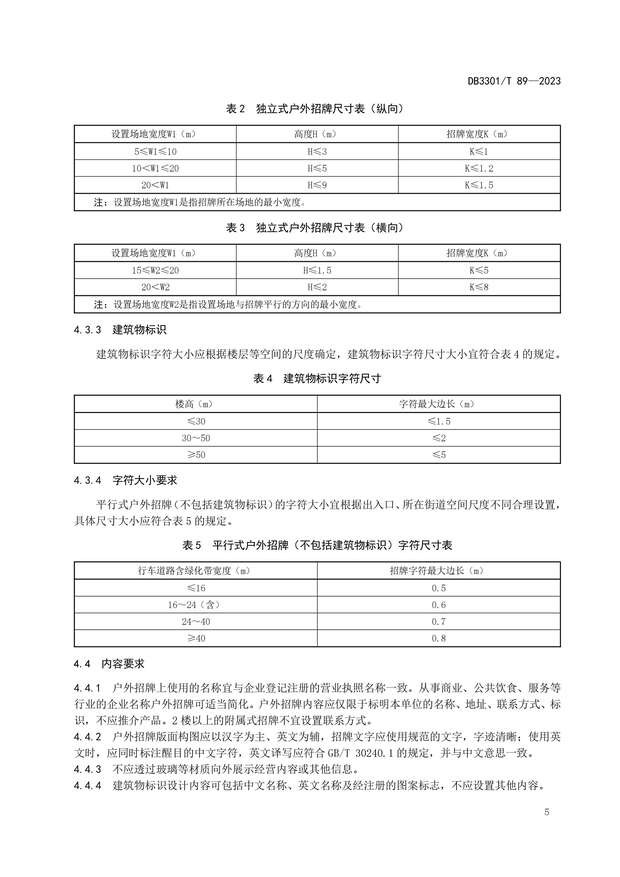 DB3301/T 89—2023
表 2 独立式户外招牌尺寸表（纵向）
设置场地宽度W1（m） 高度H（m） 招牌宽度K（m）
5≤W1≤10 H≤3 K≤1
10＜W1≤20 H≤5 K≤1.2
20＜W1 H≤9 K≤1.5
注：设置场地宽度W1是指招牌所在场地的最小宽度。
表 3 独立式户外招牌尺寸表（横向）
设置场地宽度W1（m） 高度H（m） 招牌宽度K（m）
15≤W2≤20 H≤1.5 K≤5
20＜W2 H≤2 K≤8
注：设置场地宽度W2是指设置场地与招牌平行的方向的最小宽度。
4.3.3 建筑物标识
建筑物标识字符大小应根据楼层等空间的尺度确定，建筑物标识字符尺寸大小宜符合表 4 的规定。
表 4 建筑物标识字符尺寸
楼高（m） 字符最大边长（m）
≤30 ≤1.5
30～50 ≤2
≥50 ≤5
4.3.4 字符大小要求
平行式户外招牌（不包括建筑物标识）的字符大小宜根据出入口、所在街道空间尺度不同合理设置，
具体尺寸大小应符合表 5 的规定。
表 5 平行式户外招牌（不包括建筑物标识）字符尺寸表
行车道路含绿化带宽度（m） 招牌字符最大边长（m）
≤16 0.5
16～24（含） 0.6
24～40 0.7
≥40 0.8
4.4 内容要求
4.4.1 户外招牌上使用的名称宜与企业登记注册的营业执照名称一致。从事商业、公共饮食、服务等
行业的企业名称户外招牌可适当简化。户外招牌内容应仅限于标明本单位的名称、地址、联系方式、标
识，不应推介产品。2 楼以上的附属式招牌不宜设置联系方式。
4.4.2 户外招牌版面构图应以汉字为主、英文为辅，招牌文字应使用规范的文字，字迹清晰；使用英
文时，应同时标注醒目的中文字符，英文译写应符合 GB/T 30240.1 的规定，并与中文意思一致。
4.4.3 不应透过玻璃等材质向外展示经营内容或其他信息。
4.4.4 建筑物标识设计内容可包括中文名称、英文名称及经注册的图案标志，不应设置其他内容。
5